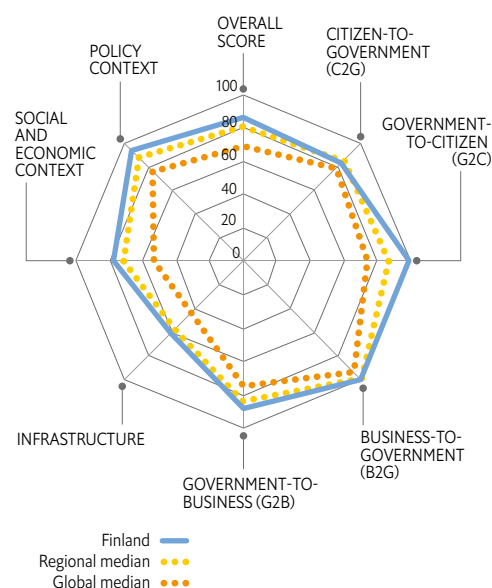 OVERALL
SCORE
CITIZEN-TO-
GOVERNMENT
(C2G)
POLICY
CONTEXT
SOCIAL
AND
ECONOMIC
CONTEXT
GOVERNMENT-
TO-CITIZEN
(G2C)
100
80
60
40
20
0
INFRASTRUCTURE
BUSINESS-TO-
GOVERNMENT
(B2G)
GOVERNMENT-TO-
BUSINESS (G2B)
Finland
Regional median
Global median